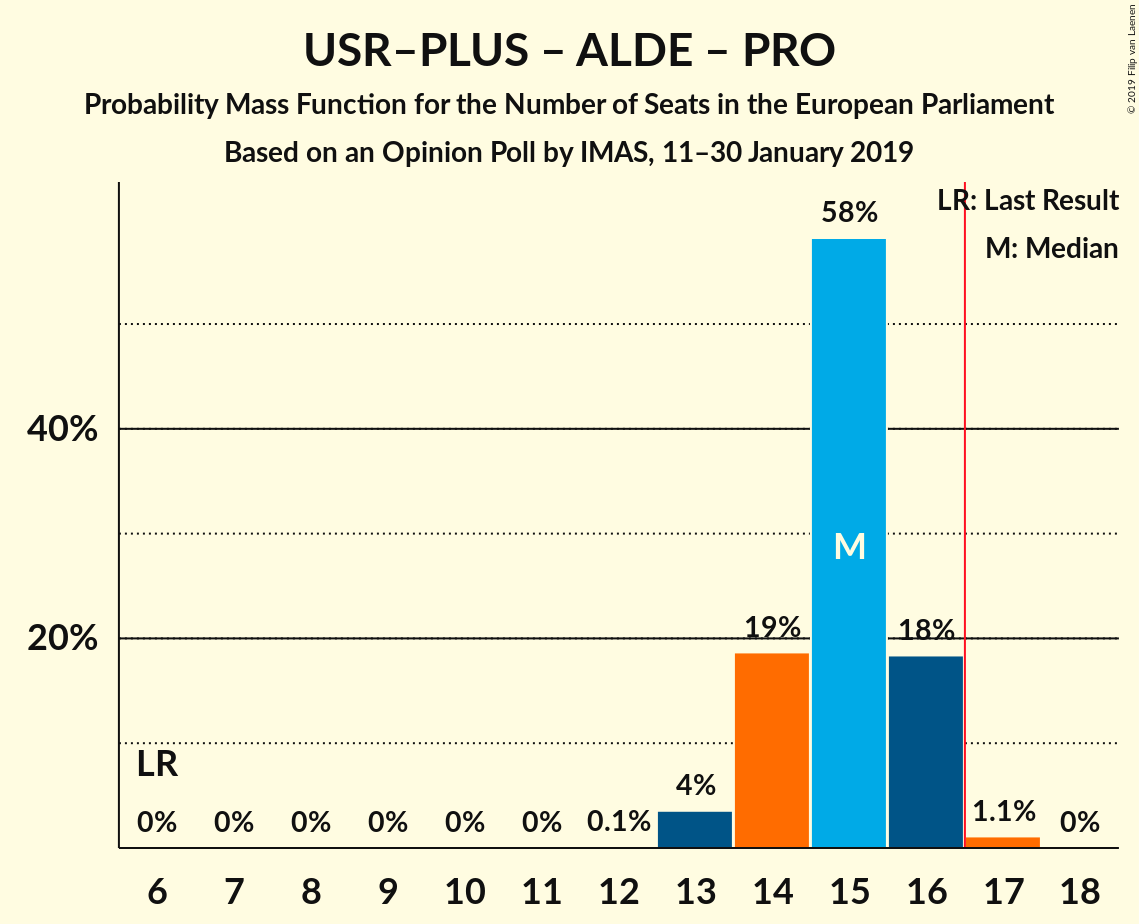 USR–PLUS – ALDE – PRO
Probability Mass Function for the Number of Seats in the European Parliament
Based on an Opinion Poll by IMAS, 11–30 January 2019
© 2019 Filip van Laenen
LR: Last Result
M: Median
58%
40%
M
20%
19%
18%
LR
4%
0% 0% 0% 0% 0% 0% 0.1% 1.1% 0%
6 7 8 9 10 11 12 13 14 15 16 17 18